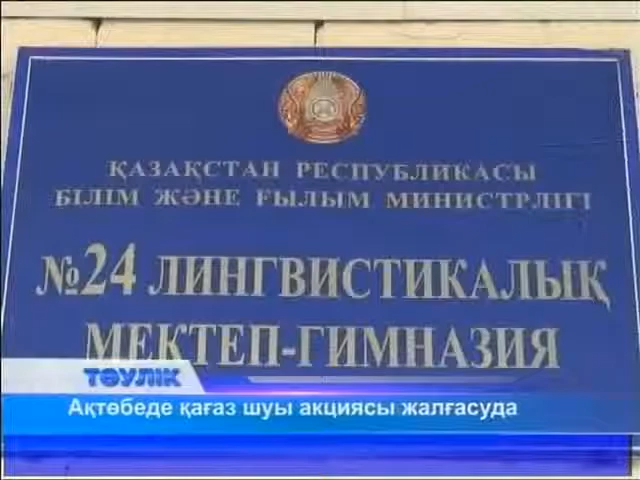 ҚАЗАҚСТАН РЕСПУБЛИКАСЫ
БІЛІМ ЖӘНЕ ҒЫЛЫМ МИНИСТРЛІГІ
№24 ЛИНГВИСТИКАЛЫҚ
МЕКТЕП-ГИМНАЗИЯ
ТӘУЛІК
Ақтөбеде қағаз шуы акциясы жалғасуда